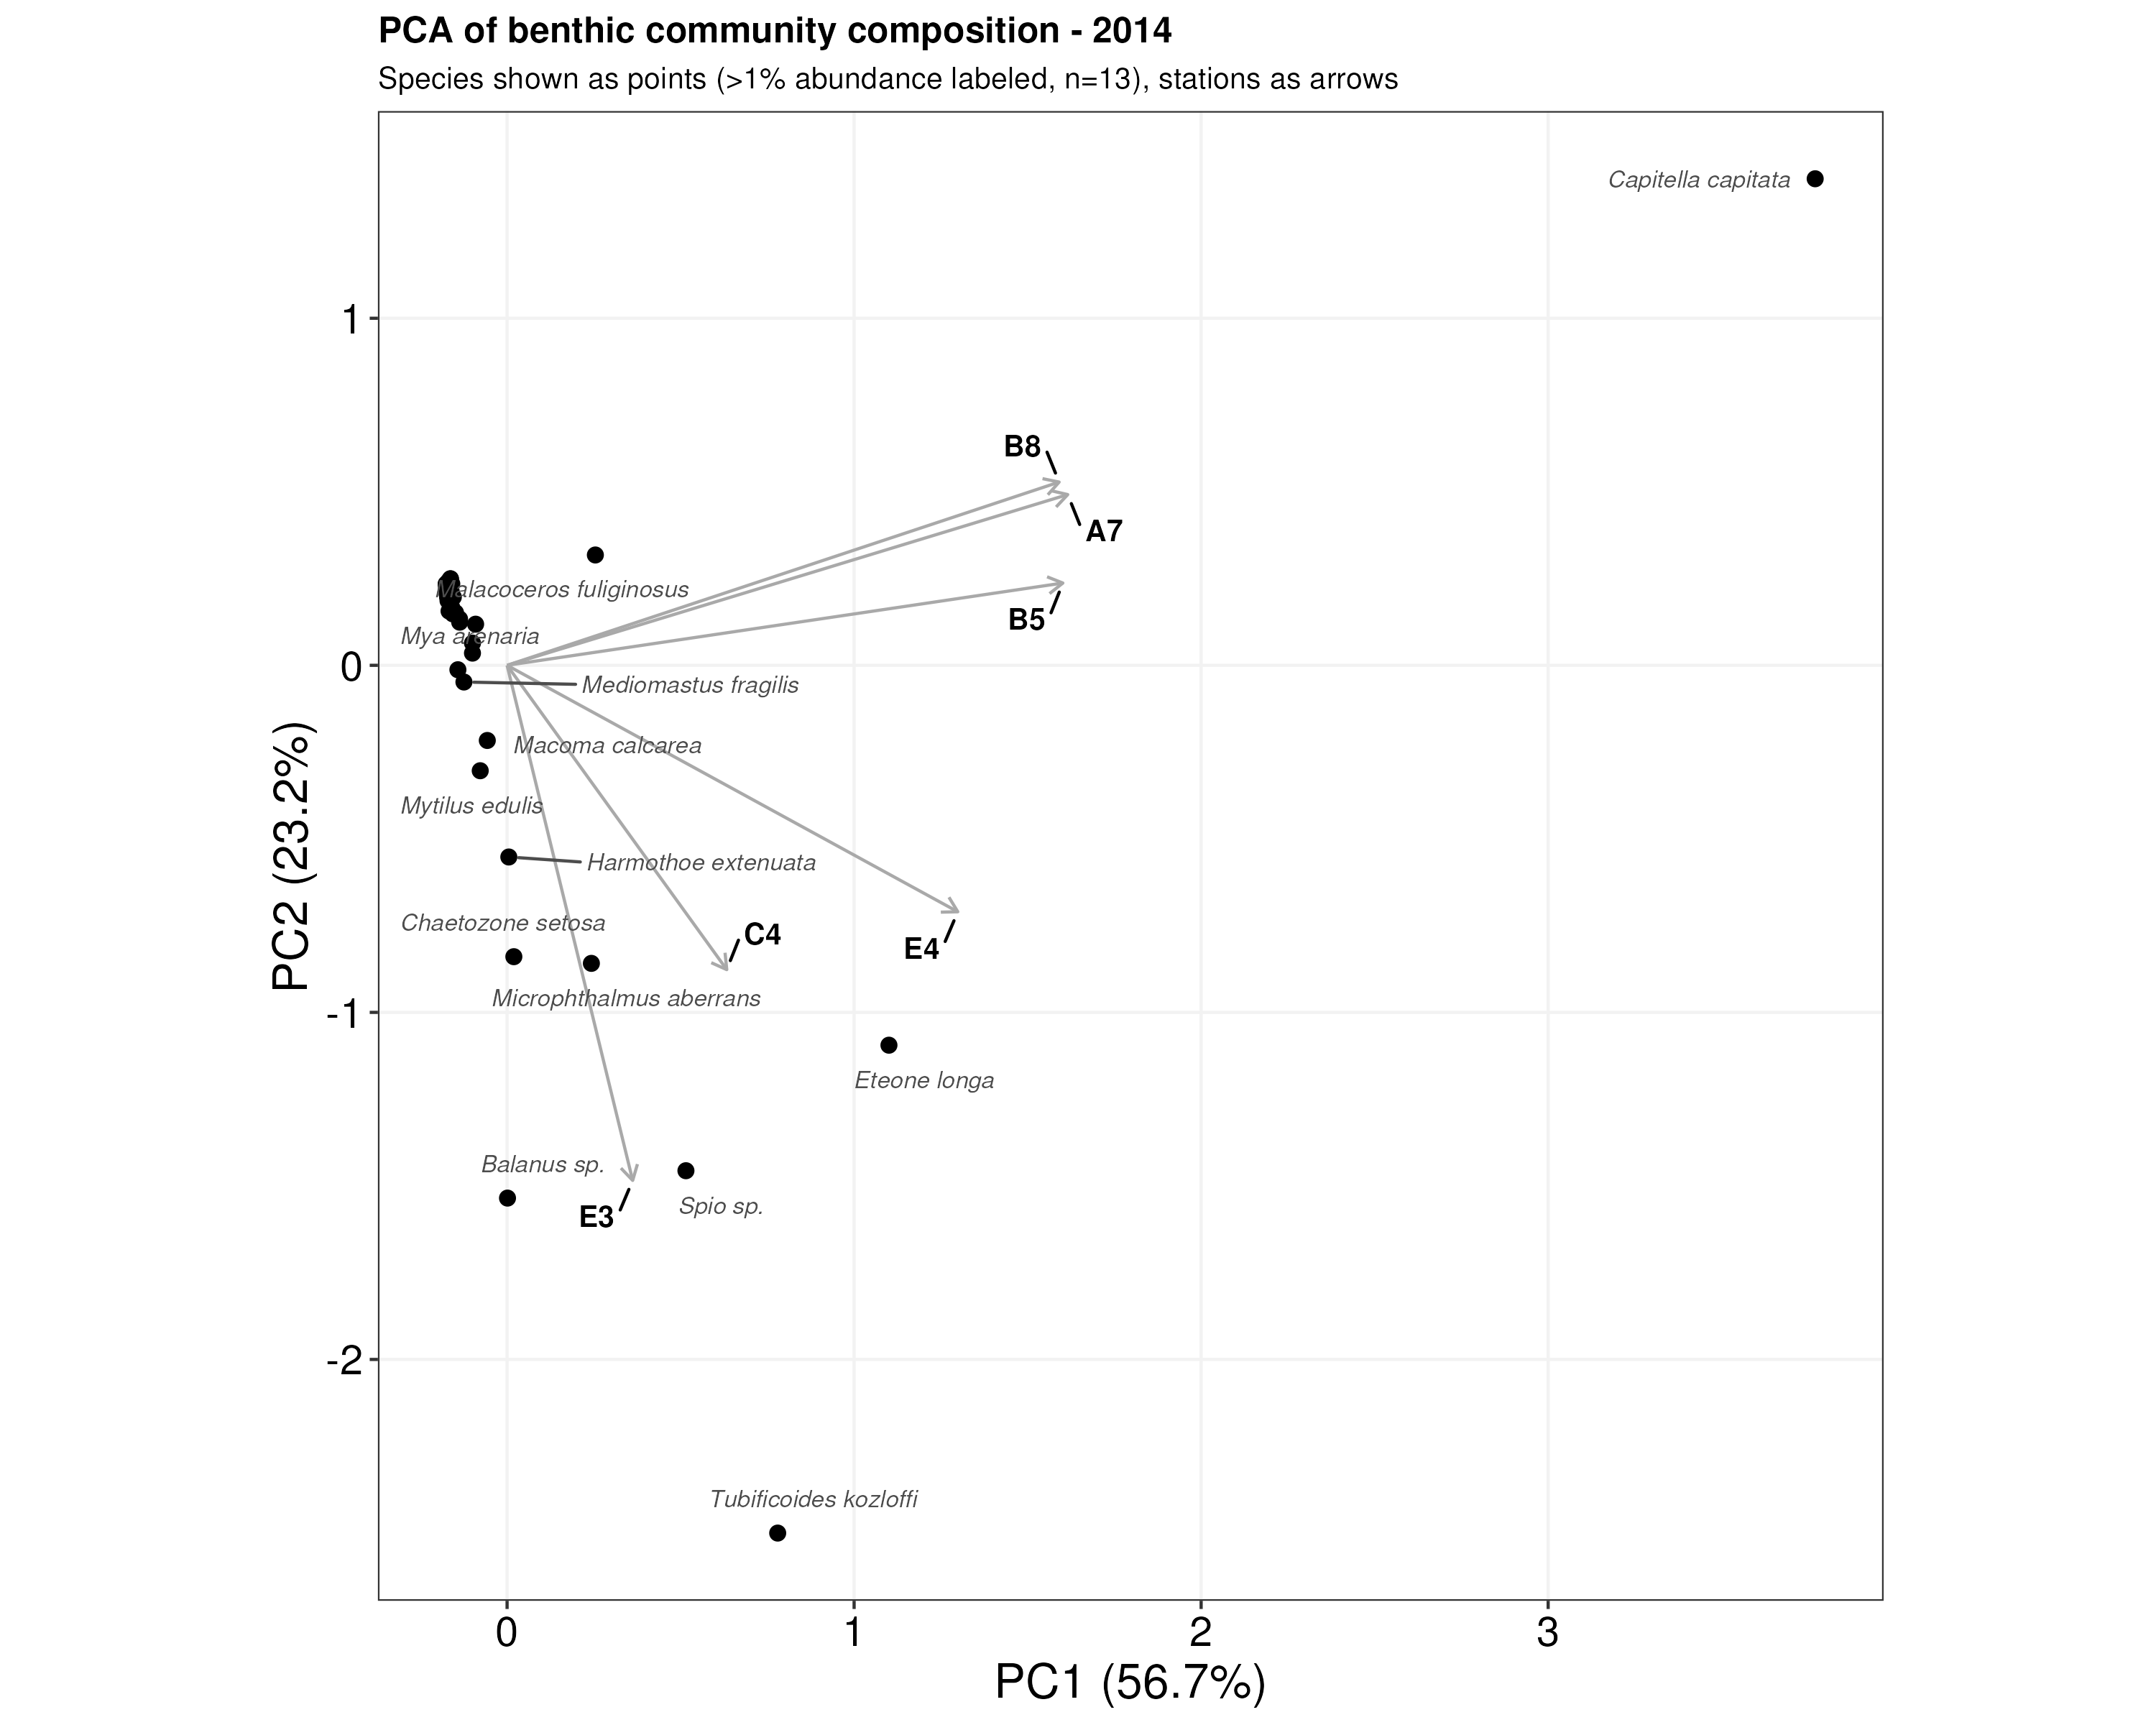 PCA of benthic community composition - 2014
Species shown as points (>1% abundance labeled, n=13), stations as arrows
Capitella capitata
1
B8
A7
Malacoceros fuliginosus
B5
Mya arenaria
0
Mediomastus fragilis
Macoma calcarea
Mytilus edulis
Harmothoe extenuata
Chaetozone setosa
C4
E4
Microphthalmus aberrans
-1
Eteone longa
Balanus sp.
Spio sp.
E3
-2
Tubificoides kozloffi
0 1 2 3
PC1 (56.7%)
PC2 (23.2%)